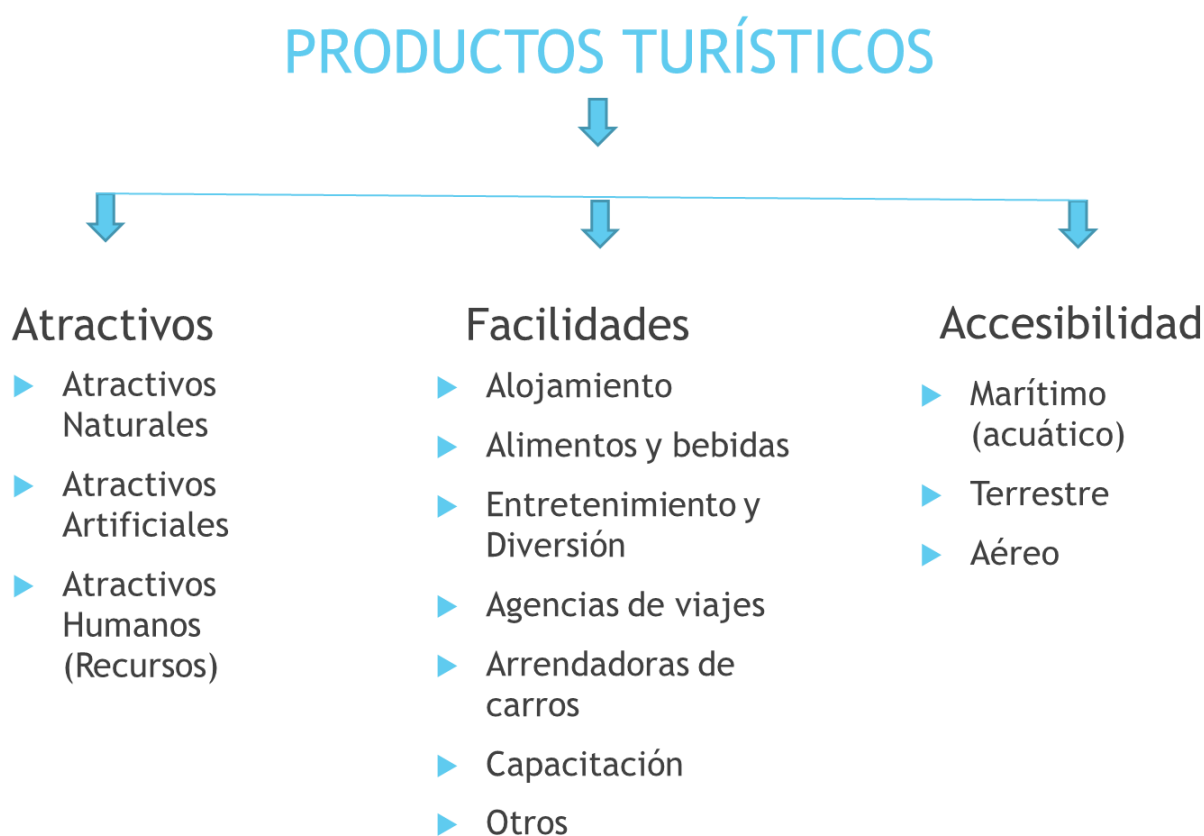 PRODUCTOS TURÍSTICOS
Atractivos
Atractivos
Naturales
Atractivos
Artificiales
Atractivos
Humanos
(Recursos)
Facilidades
Alojamiento
Alimentos y bebidas
Entretenimiento y
Diversión
Agencias de viajes
Arrendadoras de
carros
Capacitación
Otros
Accesibilidad
Marítimo
(acuático)
Terrestre
Aéreo